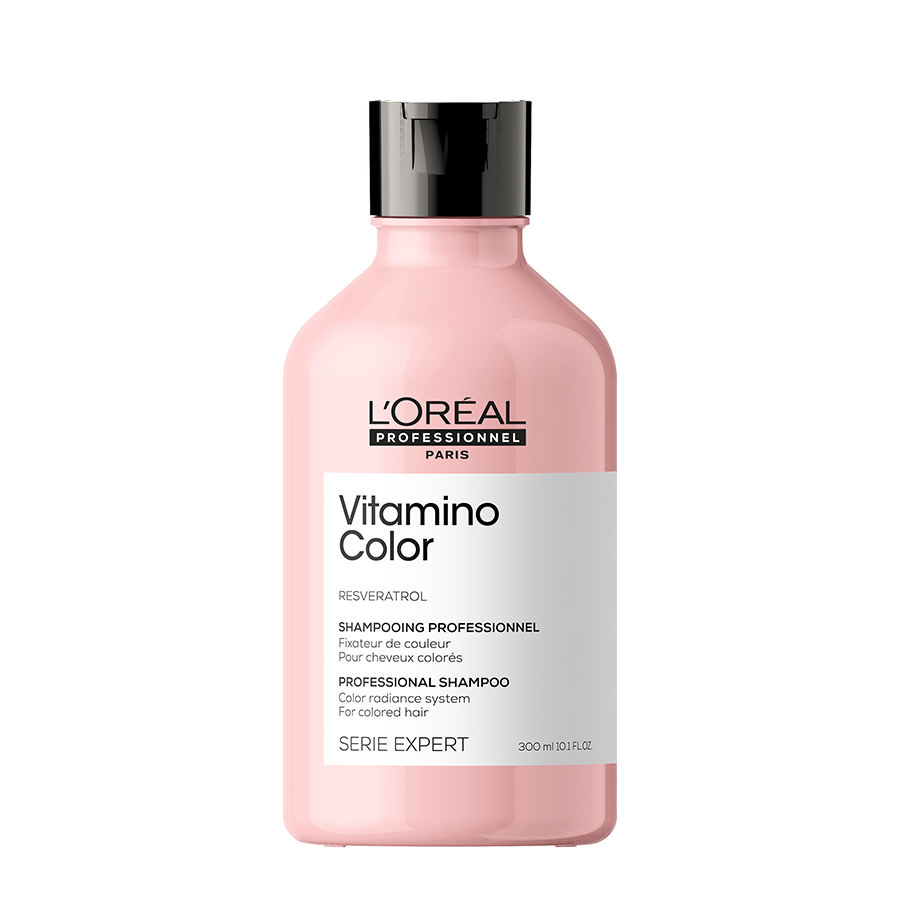 L'ORÉAL
PROFESSIONNEL
PARIS
Vitamino
Color
RESVERATROL
SHAMPOOING PROFESSIONNEL
Fixateur de couleur
Pour cheveux colorés
PROFESSIONAL SHAMPOO
Color radiance system
For colored hair
SERIE EXPERT
300 ml 10.1 FL.OZ.